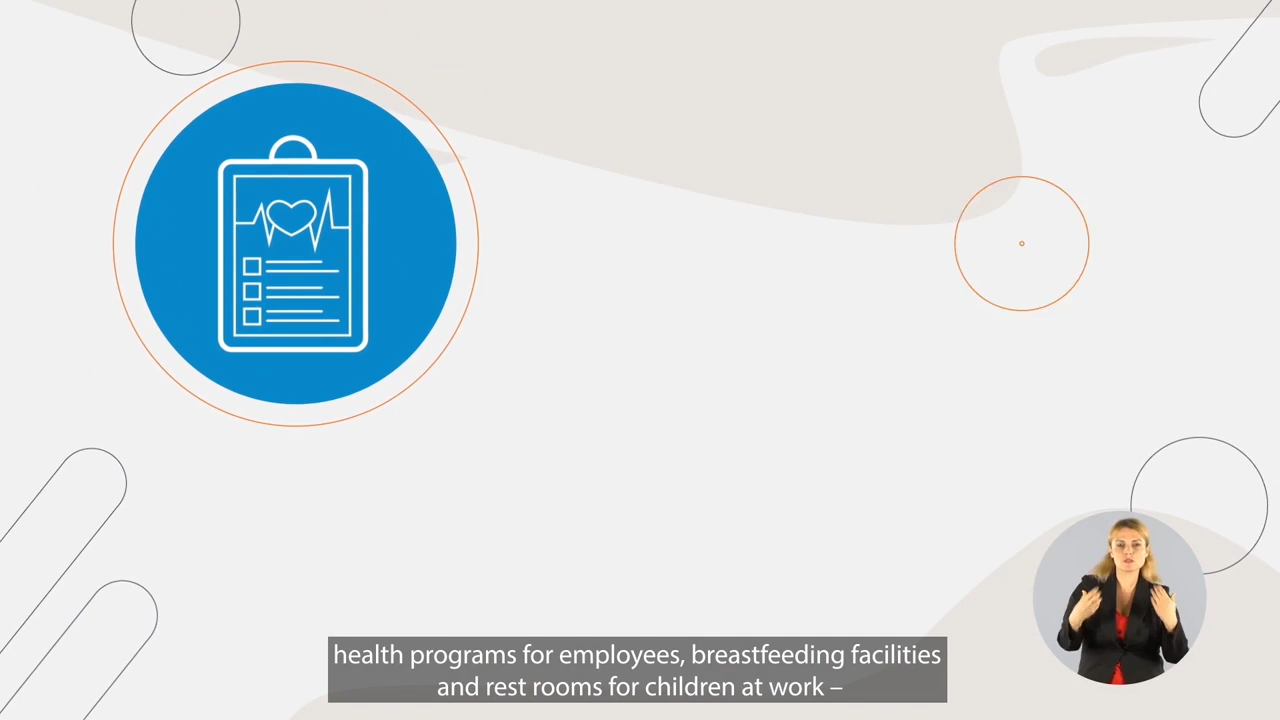 health programs for employees, breastfeeding facilities
and rest rooms for children at work –